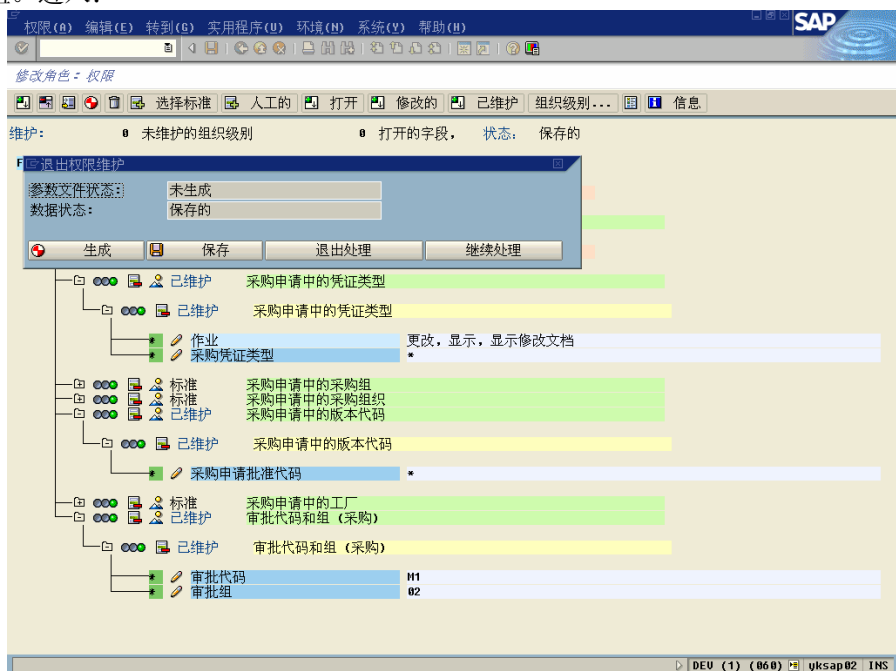 权限(A) 编辑(E) 转到(G) 实用程序(U) 环境(N) 系统(Y) 帮助(H)
SAP
修改角色: 权限
选择标准 人工的 打开 修改的 已维护 组织级别... 信息
维护: 0 未维护的组织级别 0 打开的字段, 状态: 保存的
退出权限维护
参数文件状态: 未生成
数据状态: 保存的
生成 保存 退出处理 继续处理
已维护 采购申请中的凭证类型
已维护 采购申请中的凭证类型
* 作业 更改, 显示, 显示修改文档
* 采购凭证类型 *
标准 采购申请中的采购组
标准 采购申请中的采购组织
已维护 采购申请中的版本代码
已维护 采购申请中的版本代码
* 采购申请批准代码 *
标准 采购申请中的工厂
已维护 审批代码和组 (采购)
已维护 审批代码和组 (采购)
* 审批代码 M1
* 审批组 02
DEV (1) (060) yksap02 INS